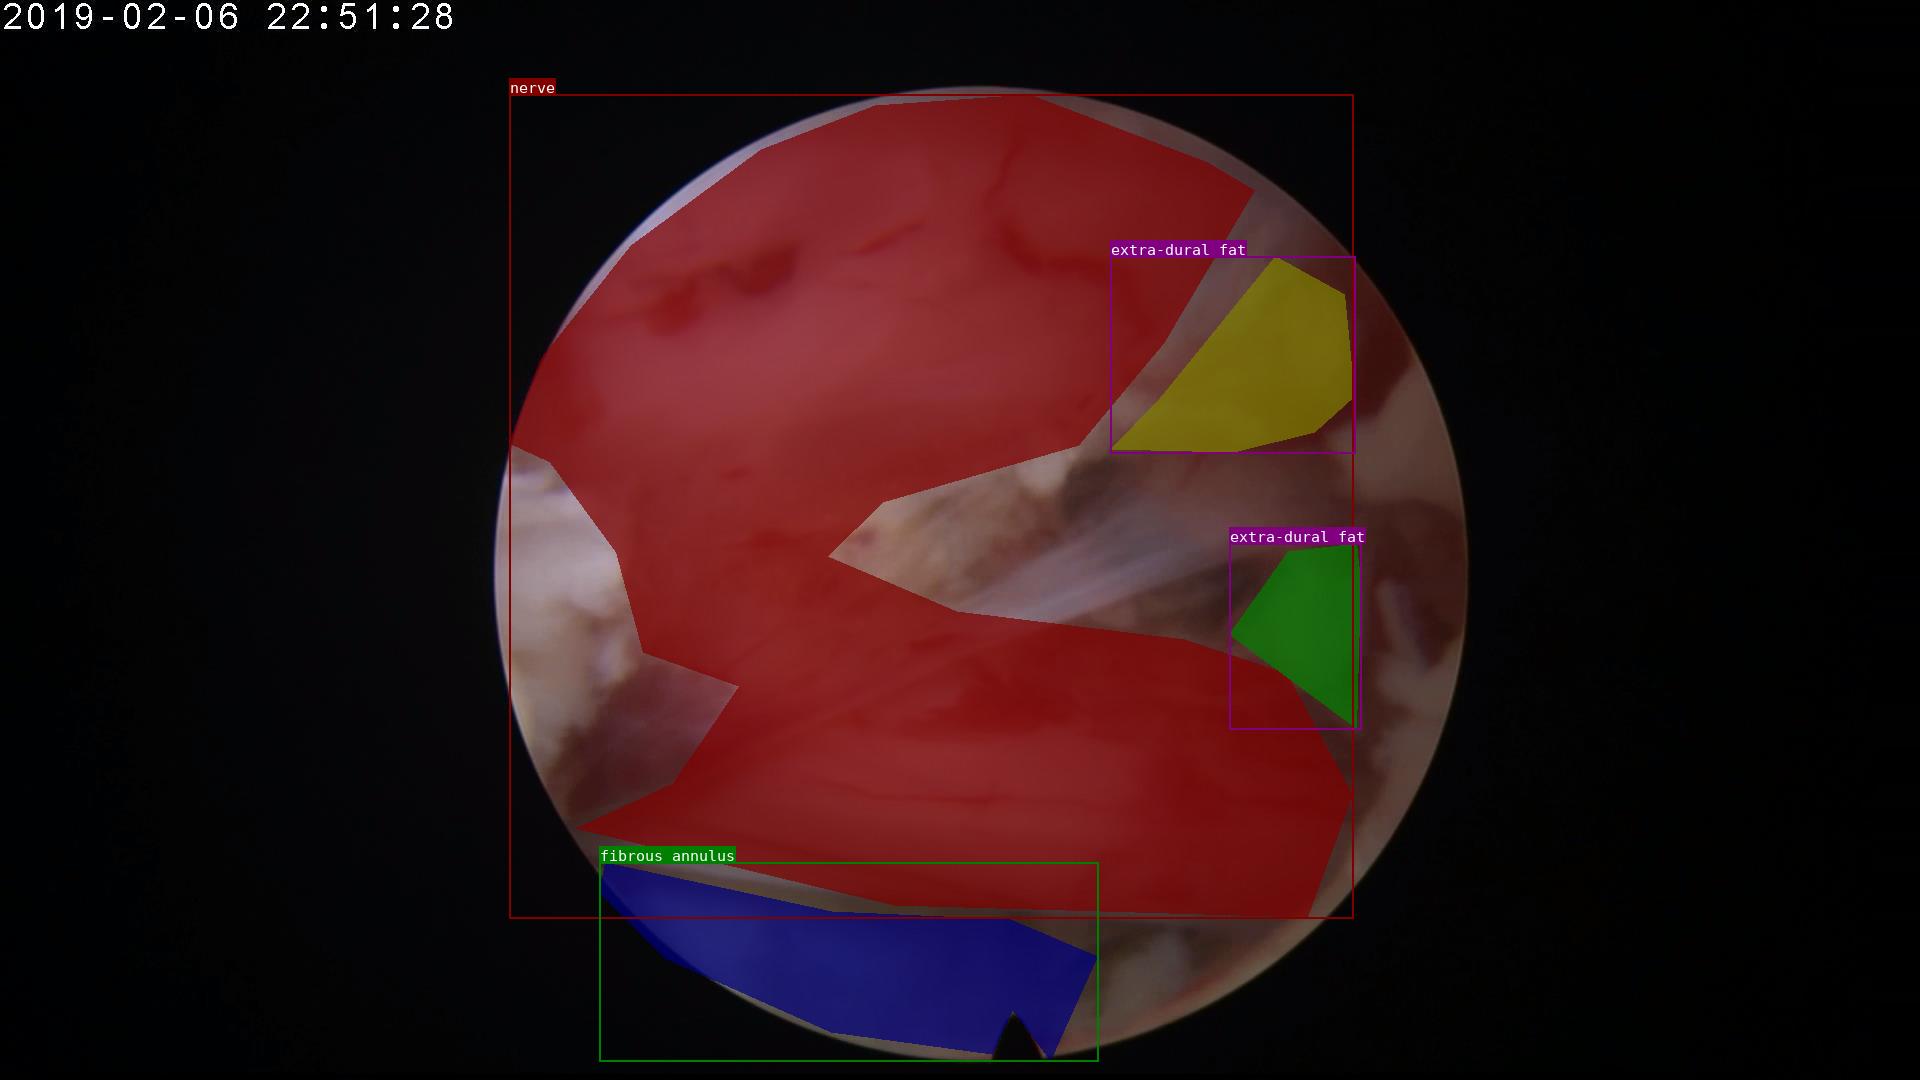 2019-02-06 22:51:28
nerve
extra-dural fat
extra-dural fat
fibrous annulus